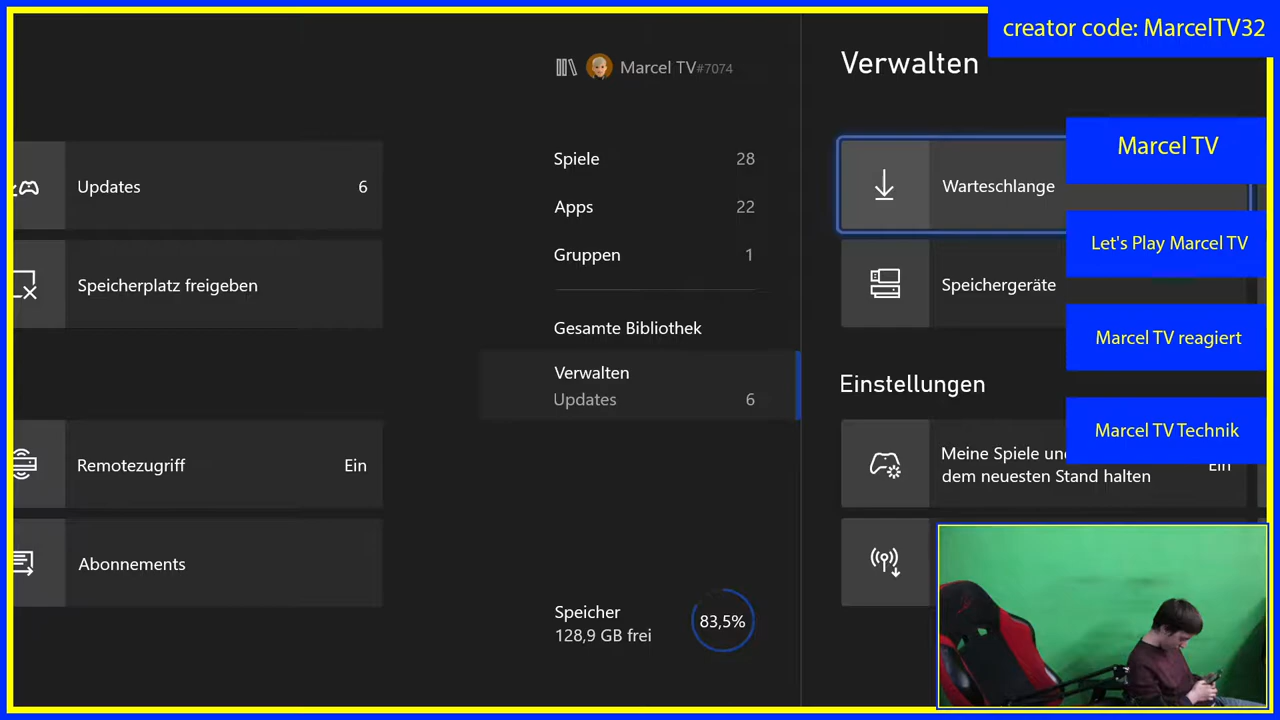 creator code: MarcelTV32
Marcel TV#7074
Verwalten
Updates 6
Speicherplatz freigeben
Remotezugriff Ein
Abonnements
Spiele 28
Apps 22
Gruppen 1
Gesamte Bibliothek
Verwalten
Updates 6
Speicher
128,9 GB frei
83,5%
Warteschlange
Speichergeräte
Einstellungen
Meine Spiele
dem neuesten Stand halten
Ein
Marcel TV
Let's Play Marcel TV
Marcel TV reagiert
Marcel TV Technik